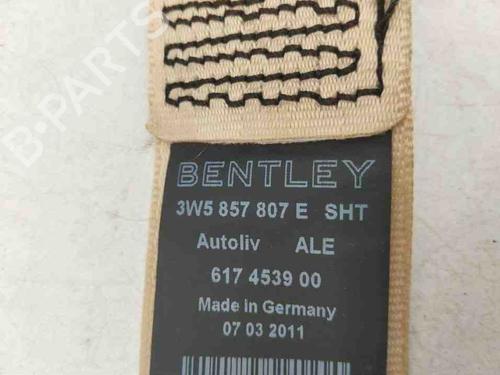 BENTLEY
3W5 857 807 E SHT
Autoliv ALE
617 4539 00
Made in Germany
07 03 2011
B-PARTS